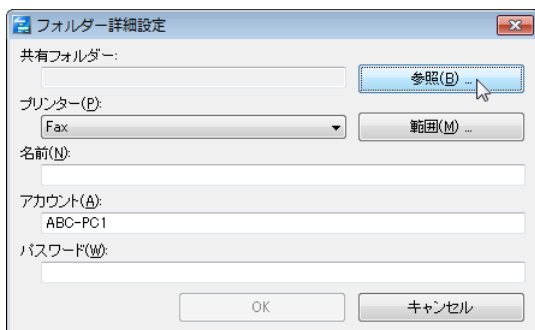 フォルダー詳細設定
共有フォルダー:
参照(B) ...
プリンター(P):
Fax
範囲(M) ...
名前(N):
アカウント(A):
ABC-PC1
パスワード(W):
OK
キャンセル